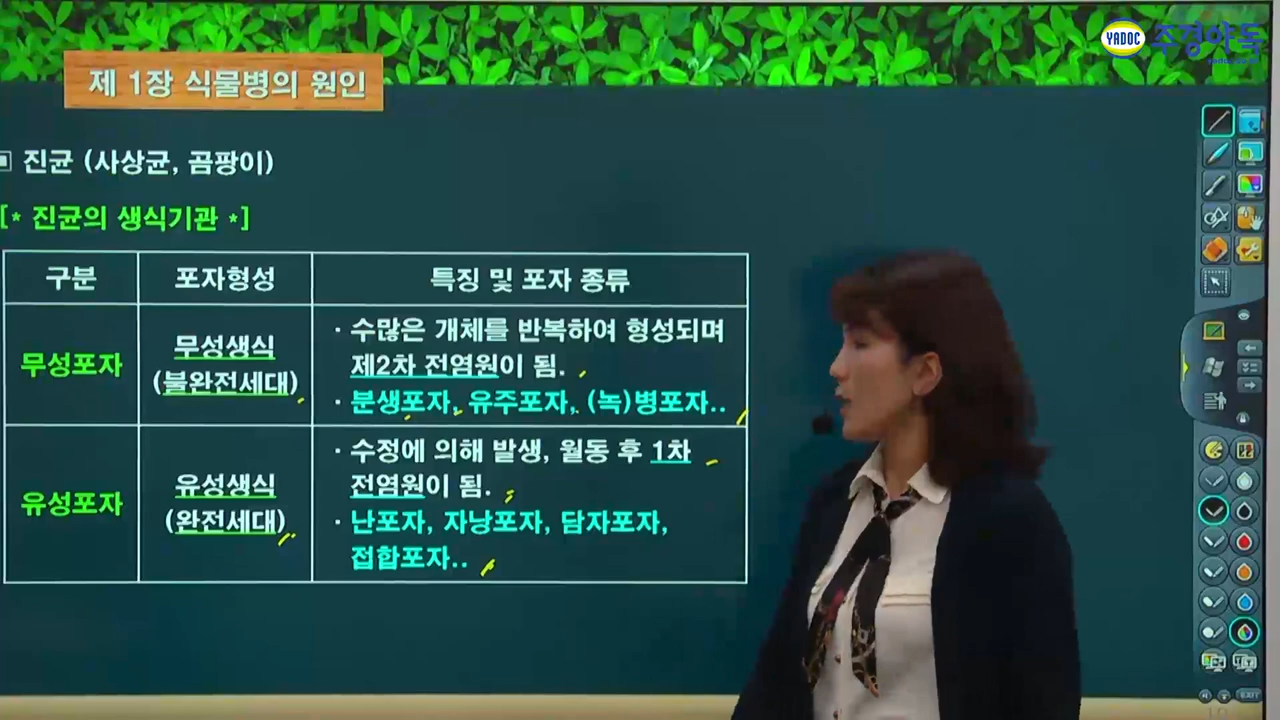 YADOC 주경야독
제 1장 식물병의 원인
▣ 진균 (사상균, 곰팡이)
[* 진균의 생식기관 *]
구분 포자형성 특징 및 포자 종류
무성포자
무성생식
(불완전세대)
· 수많은 개체를 반복하여 형성되며
제2차 전염원이 됨.
· 분생포자, 유주포자, (녹)병포자..
유성포자
유성생식
(완전세대)
· 수정에 의해 발생, 월동 후 1차
전염원이 됨.
· 난포자, 자낭포자, 담자포자,
접합포자..
EXIT